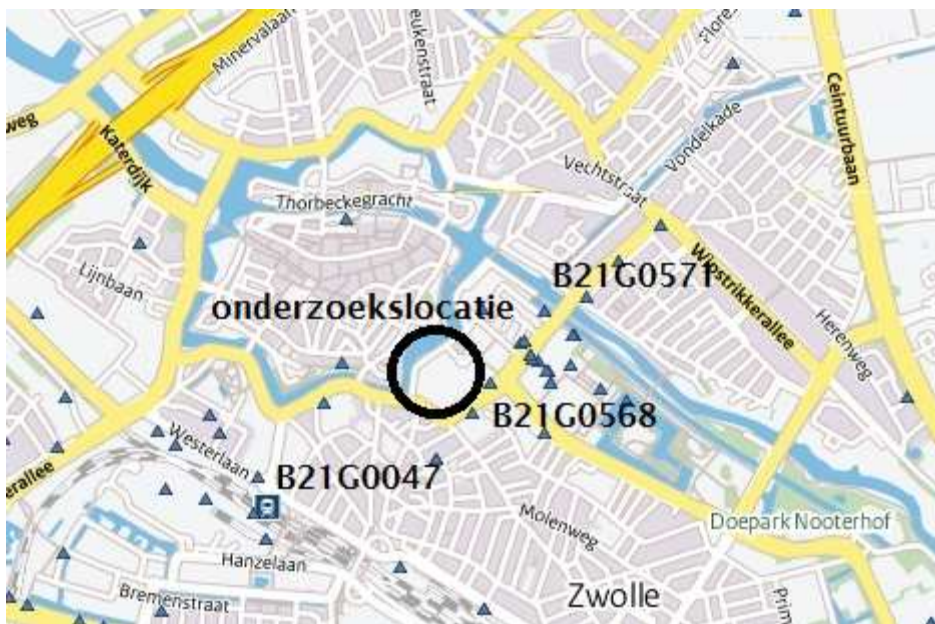 Minervalaan
eukenstraat
Flores
weg
Katerdijk
Ceintuurbaan
Vondelkade
Vechtstraat
Thorbeckegracht
Lijnbaan
Wipstrikkerallee
B21G0571
onderzoekslocatie
Herenweg
B21G0568
Westerlaan
B21G0047
erallee
Molenweg
Doepark Nooterhof
Hanzelaan
Bremenstraat
Zwolle
Prim